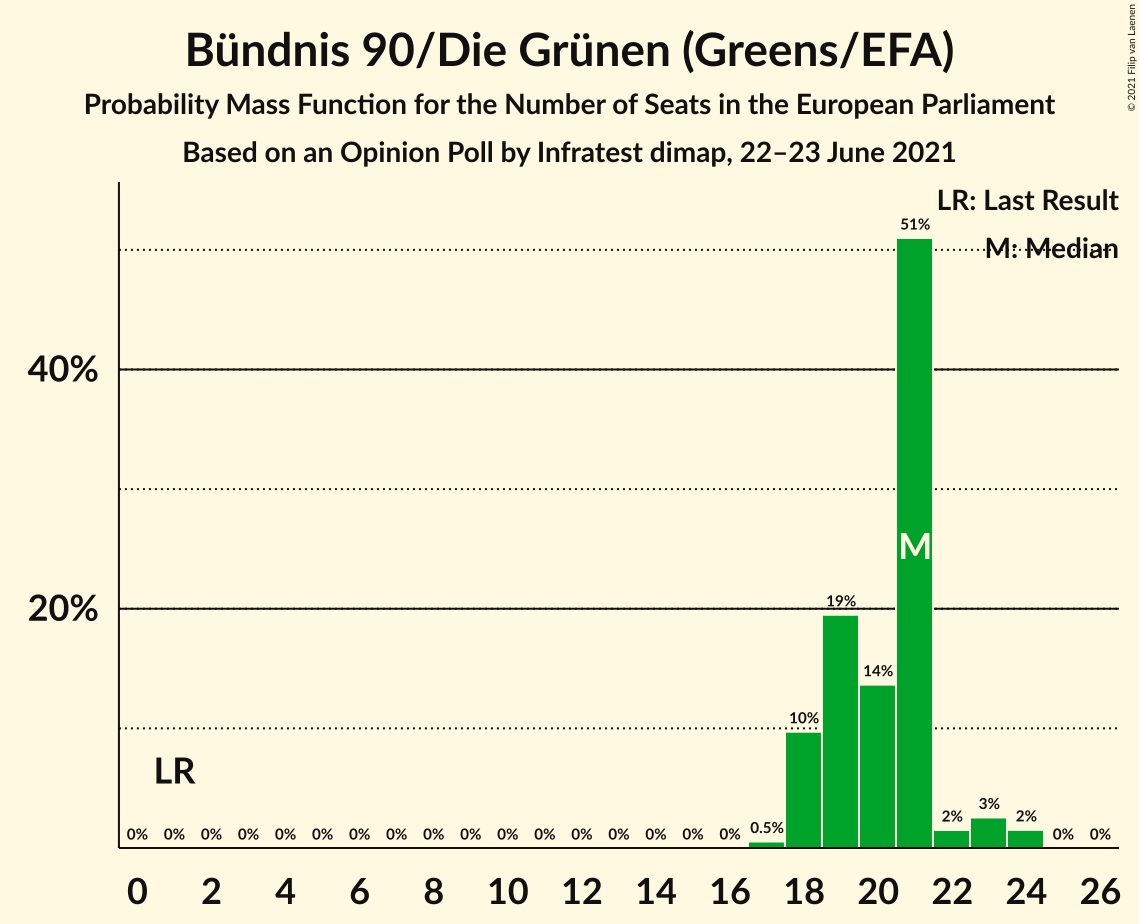 Bündnis 90/Die Grünen (Greens/EFA)
Probability Mass Function for the Number of Seats in the European Parliament
Based on an Opinion Poll by Infratest dimap, 22–23 June 2021
© 2021 Filip van Laenen
LR: Last Result
M: Median
51%
40%
M
20%
19%
14%
10%
LR
3%
2% 2%
0.5%
0% 0% 0% 0% 0% 0% 0% 0% 0% 0% 0% 0% 0% 0% 0% 0% 0% 0% 0%
0 2 4 6 8 10 12 14 16 18 20 22 24 26